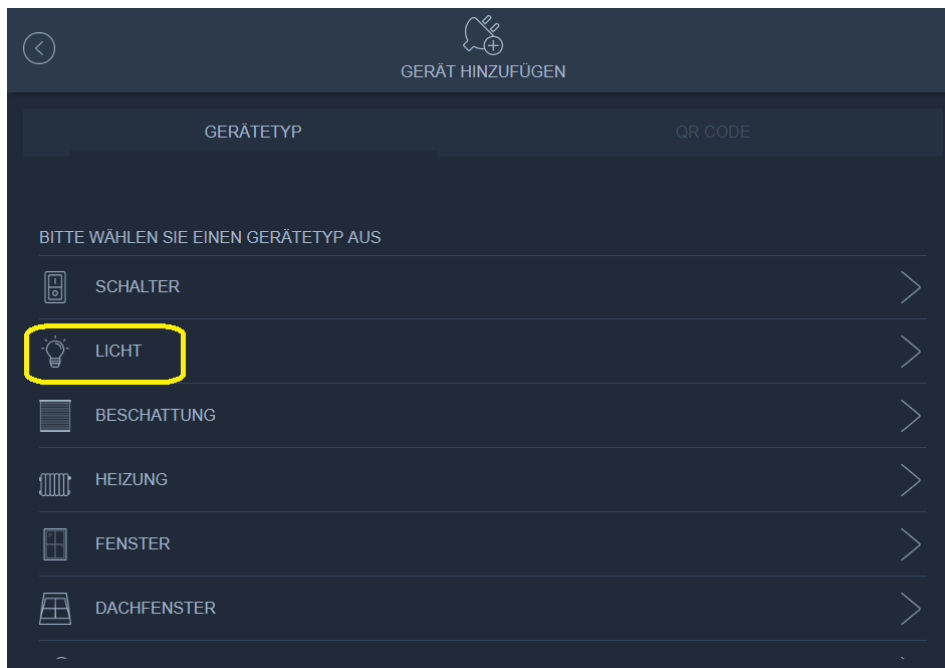 GERÄT HINZUFÜGEN
GERÄTETYP
QR CODE
BITTE WÄHLEN SIE EINEN GERÄTETYP AUS
SCHALTER
LICHT
BESCHATTUNG
HEIZUNG
FENSTER
DACHFENSTER